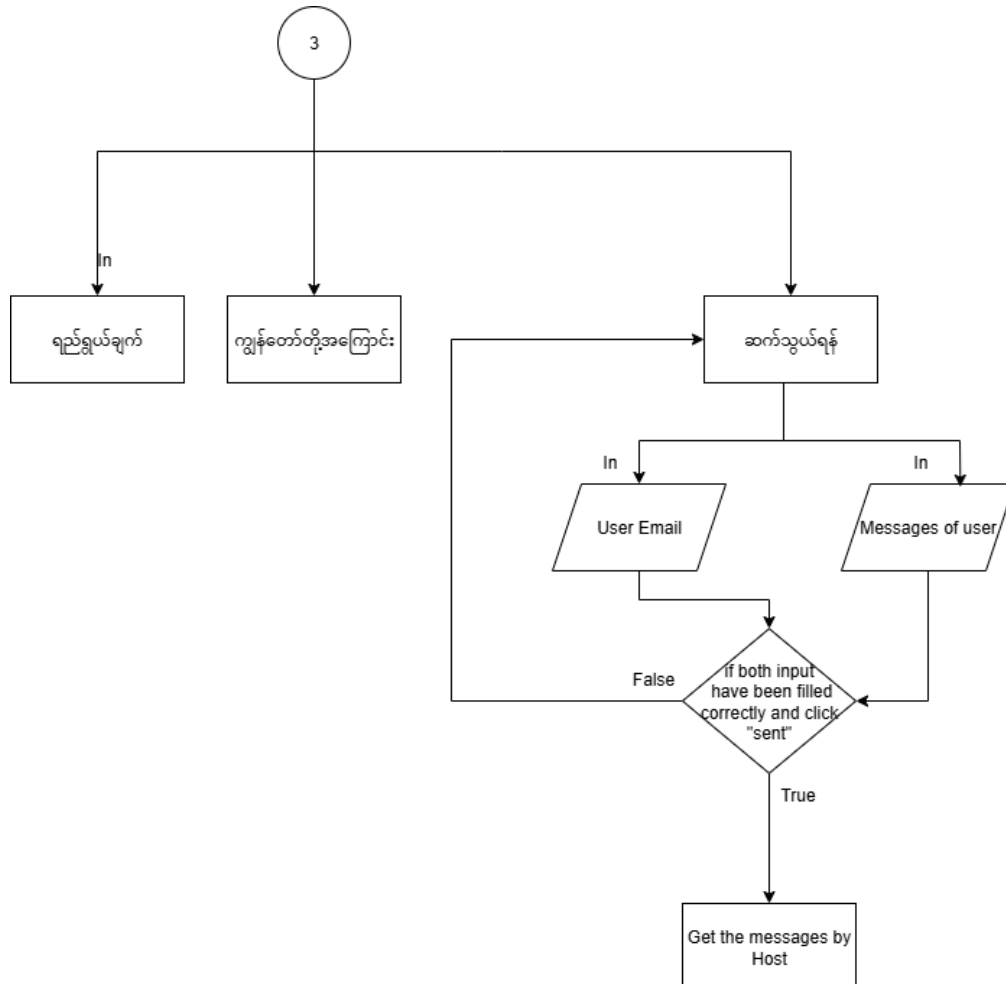 3
In
ရည်ရွယ်ချက်
ကျွန်တော်တို့အကြောင်း
ဆက်သွယ်ရန်
In
In
User Email
Messages of user
False
if both input
have been filled
correctly and click
"sent"
True
Get the messages by
Host